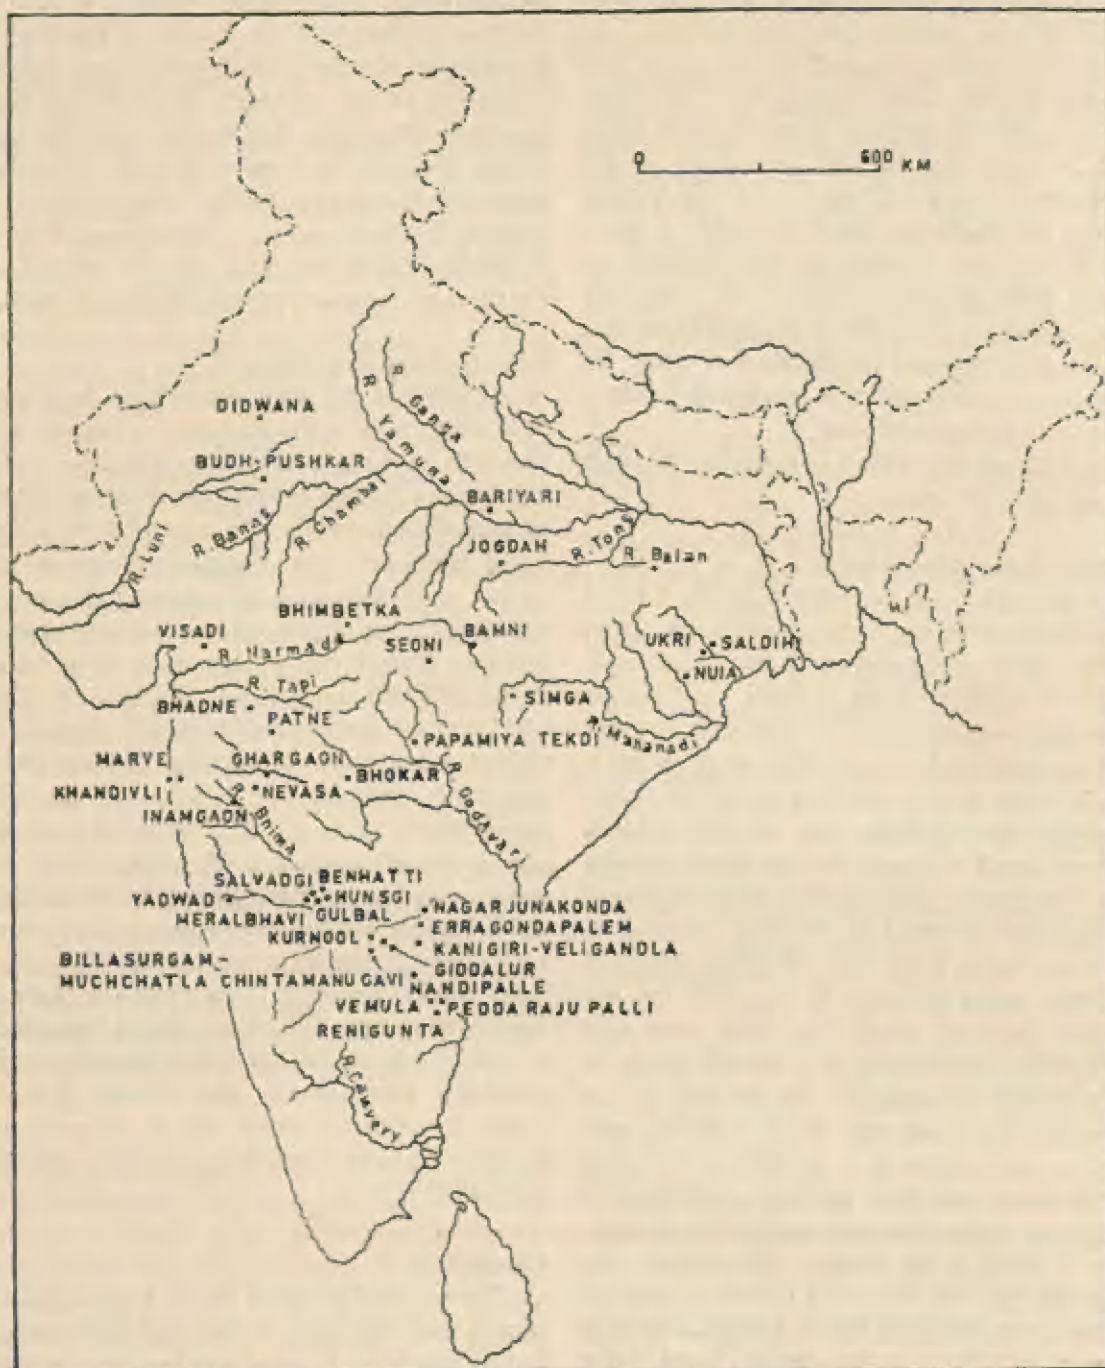 0 600 KM
R. Ganga
R. Yamuna
DIDWANA
BUDH-PUSHKAR
R. Luni
R. Banas
R. Chambal
BARIYARI
JOGDAH
R. Tons
R. Balan
BHIMBETKA
VISADI
R. Narmada
SEONI
BAMNI
UKRI
SALDIHI
NUIA
R. Tapi
BHADNE
PATNE
SIMGA
R. Mahanadi
PAPAMIYA TEKDI
MARVE
GHARGAON
BHOKAR
KHANDIVLI
NEVASA
R. Godavari
INAMGAON
R. Bhima
SALVADGI
BENHATTI
YADWAD
HUNSGI
MERALBHAVI
GULBAL
NAGARJUNAKONDA
ERRAGONDAPALEM
KURNOOL
KANIGIRI-VELIGANDLA
BILLASURGAM-
GIDDALUR
MUCHCHATLA CHINTAMANU GAVI
NANDIPALLE
VEMULA
PEDDA RAJU PALLI
RENIGUNTA
R. Cauvery